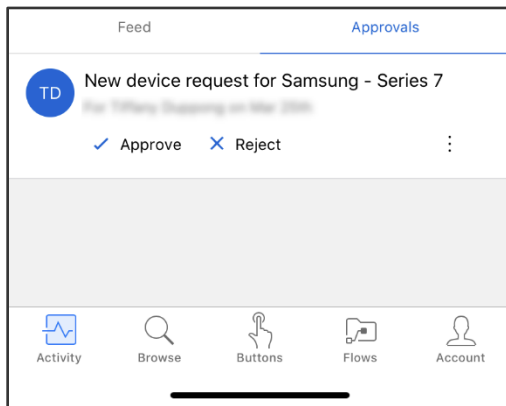 Feed Approvals
TD
New device request for Samsung - Series 7
Approve Reject
Activity Browse Buttons Flows Account